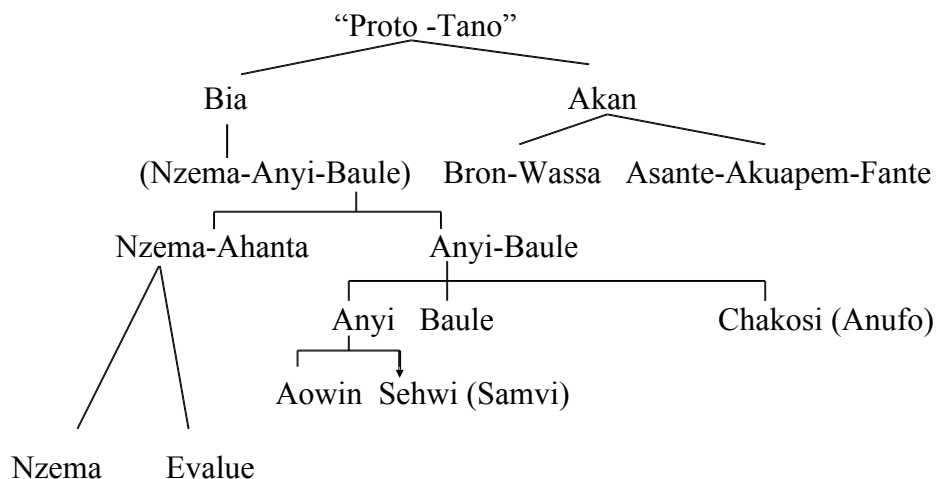 “Proto -Tano”
Bia Akan
(Nzema-Anyi-Baule) Bron-Wassa Asante-Akuapem-Fante
Nzema-Ahanta Anyi-Baule
Anyi Baule Chakosi (Anufo)
Aowin Sehwi (Samvi)
Nzema Evalue